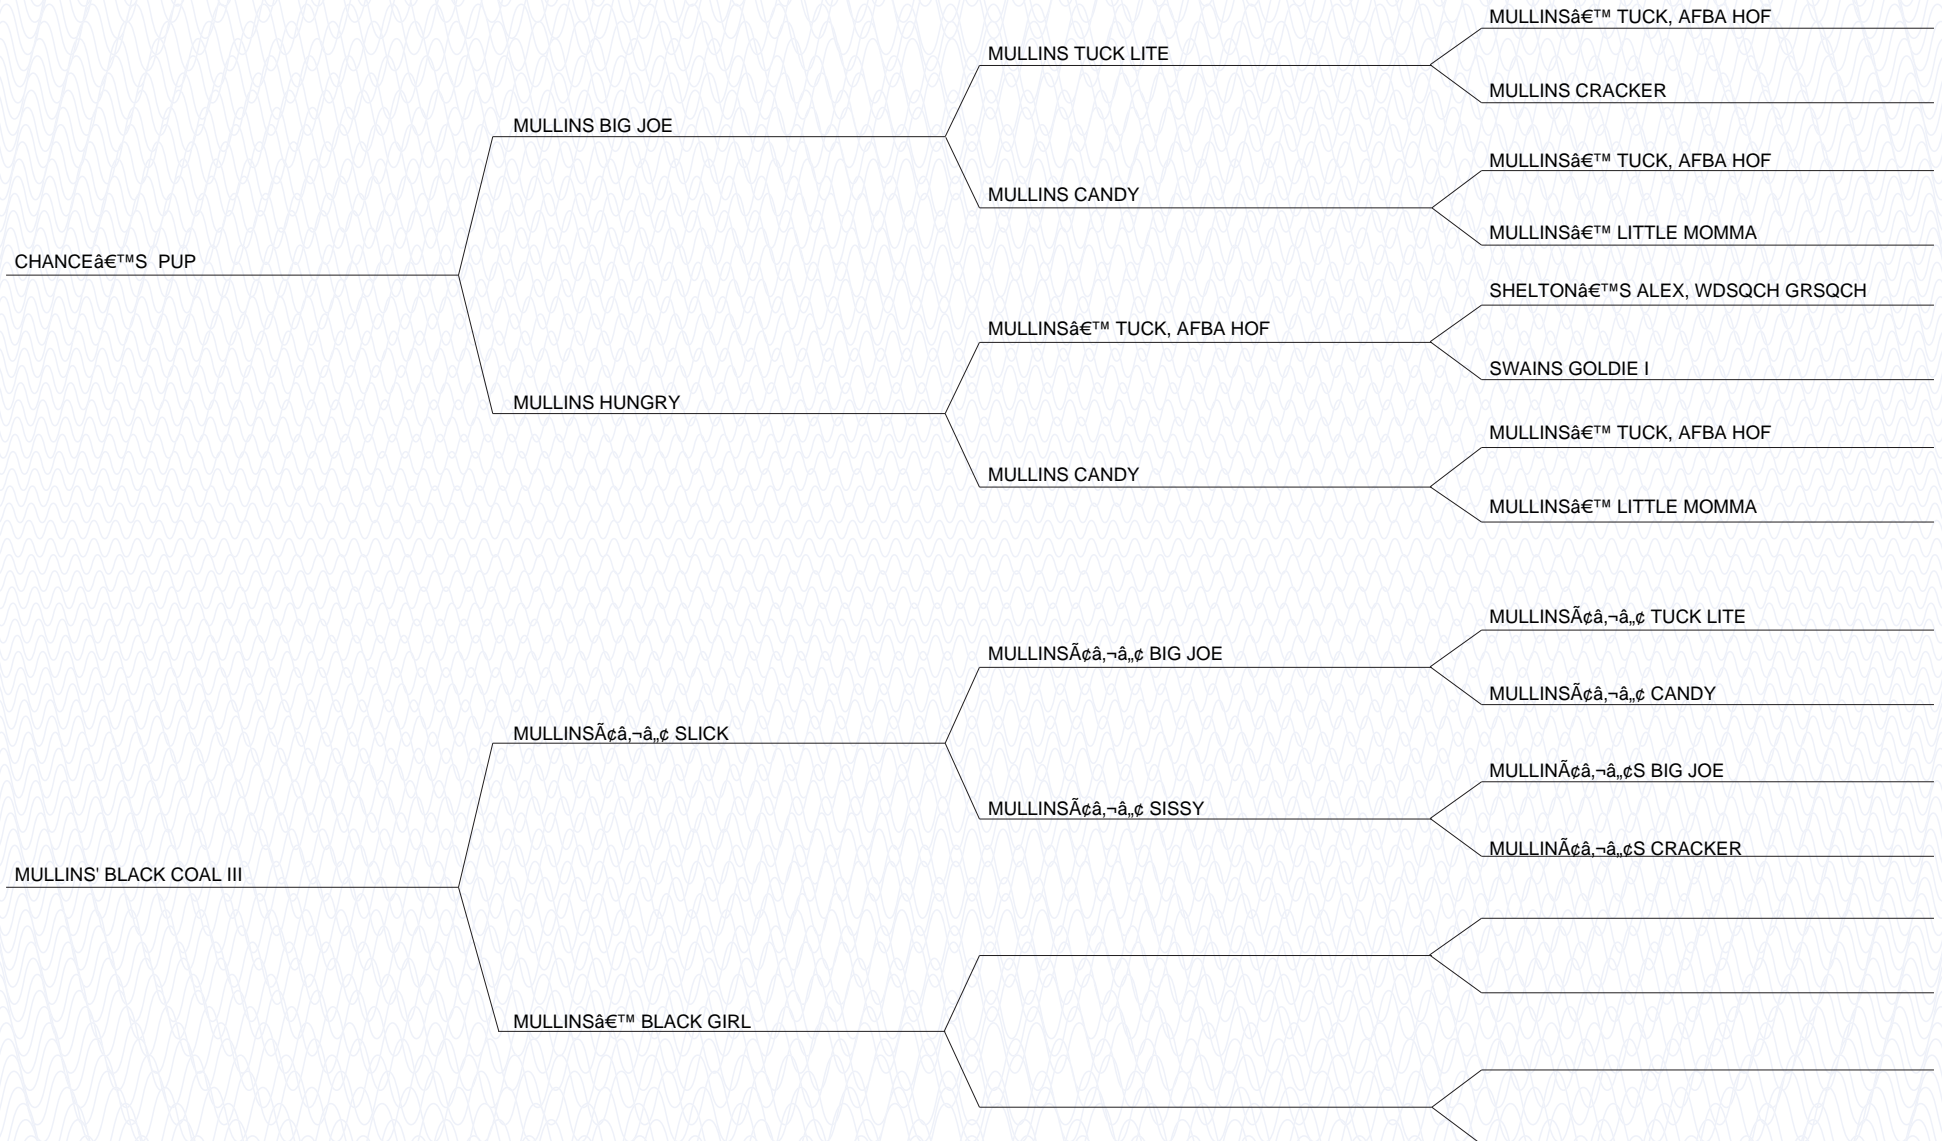 MULLINSâ€™ TUCK, AFBA HOF
MULLINS TUCK LITE
MULLINS CRACKER
MULLINS BIG JOE
MULLINSâ€™ TUCK, AFBA HOF
MULLINS CANDY
MULLINSâ€™ LITTLE MOMMA
CHANCEâ€™S  PUP
SHELTONâ€™S ALEX, WDSQCH GRSQCH
MULLINSâ€™ TUCK, AFBA HOF
SWAINS GOLDIE I
MULLINS HUNGRY
MULLINSâ€™ TUCK, AFBA HOF
MULLINS CANDY
MULLINSâ€™ LITTLE MOMMA
MULLINSÃ¢â‚¬â„¢ TUCK LITE
MULLINSÃ¢â‚¬â„¢ BIG JOE
MULLINSÃ¢â‚¬â„¢ CANDY
MULLINSÃ¢â‚¬â„¢ SLICK
MULLINÃ¢â‚¬â„¢S BIG JOE
MULLINSÃ¢â‚¬â„¢ SISSY
MULLINÃ¢â‚¬â„¢S CRACKER
MULLINS' BLACK COAL III
MULLINSâ€™ BLACK GIRL